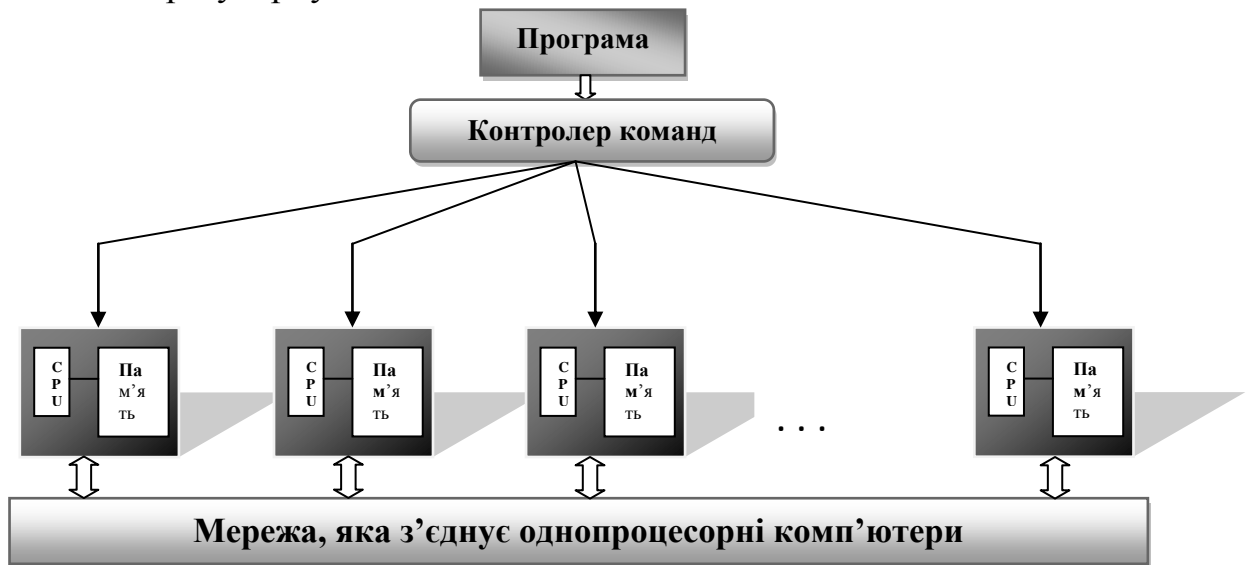 Програма
Контролер команд
C
P
U
Па
м’я
ть
C
P
U
Па
м’я
ть
C
P
U
Па
м’я
ть
. . .
C
P
U
Па
м’я
ть
Мережа, яка з’єднує однопроцесорні комп’ютери